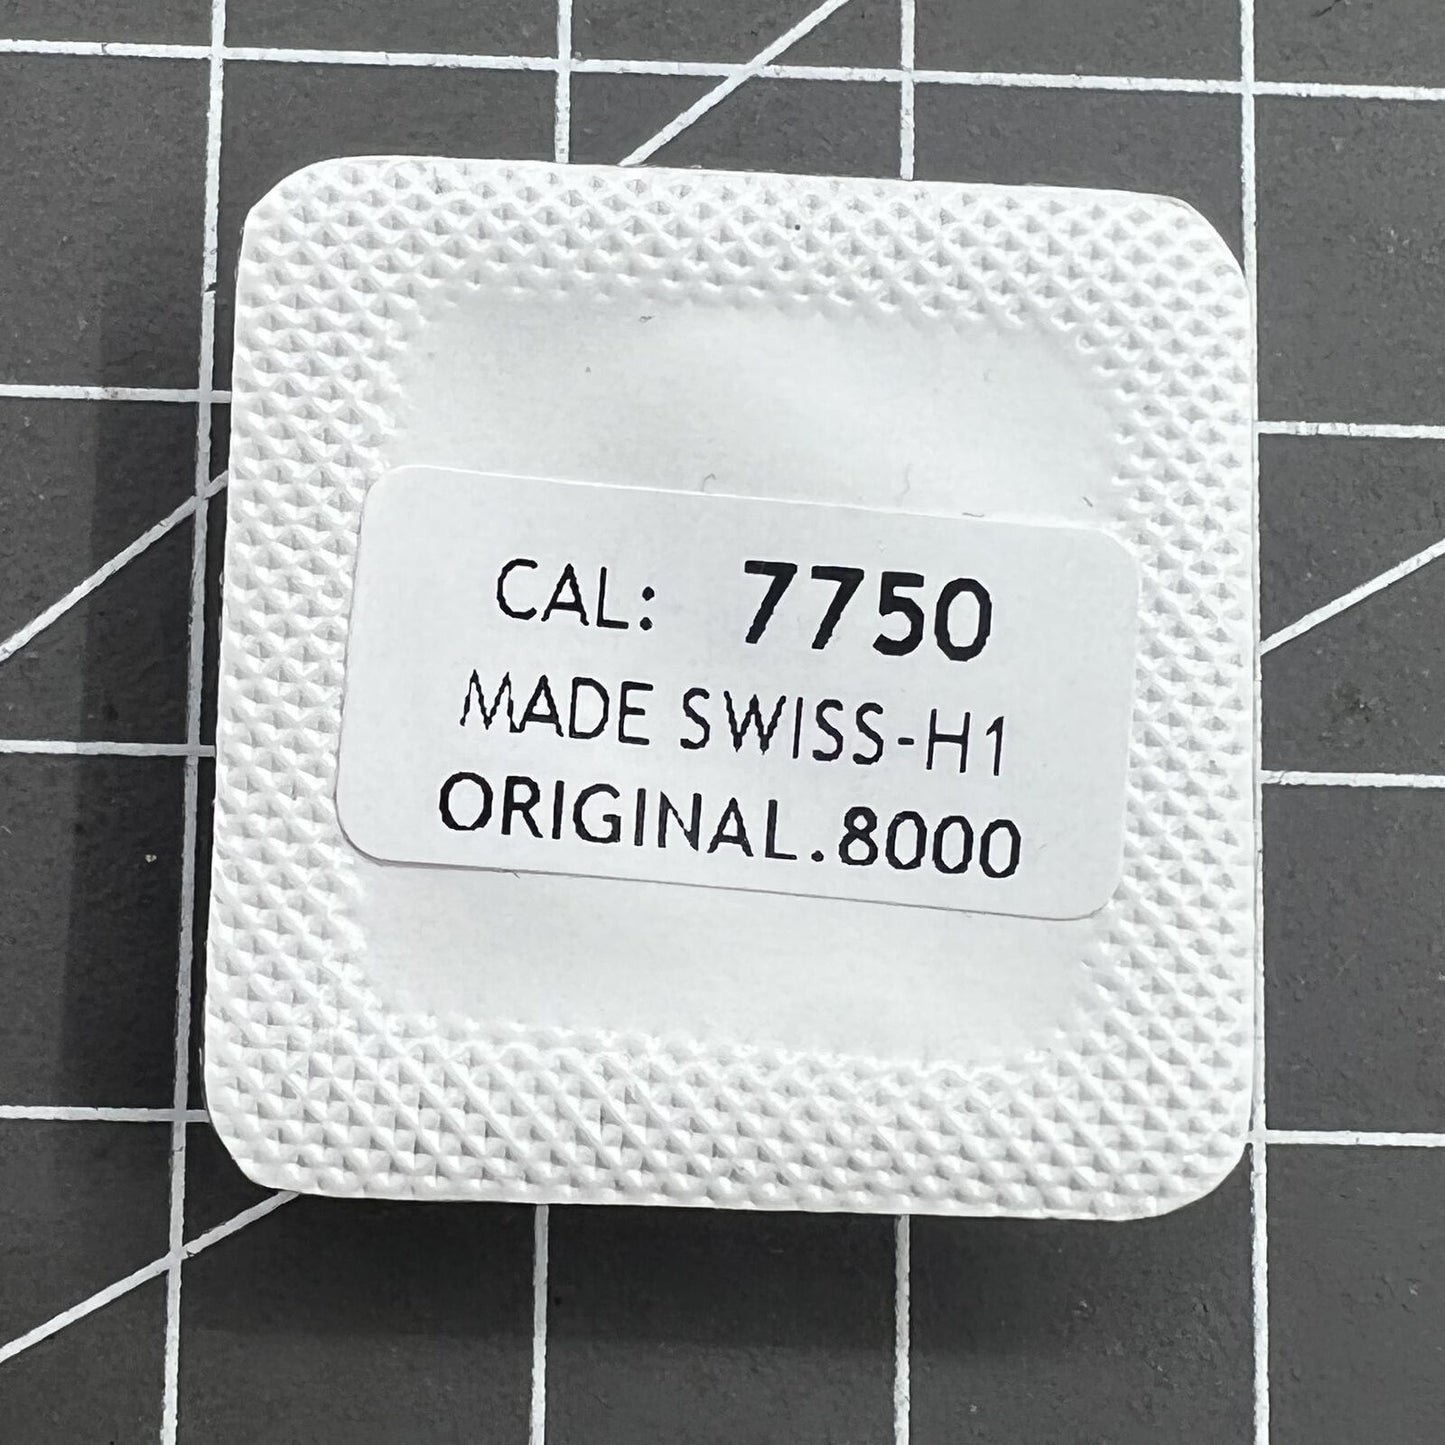 CAL: 7750
MADE SWISS-H1
ORIGINAL.8000